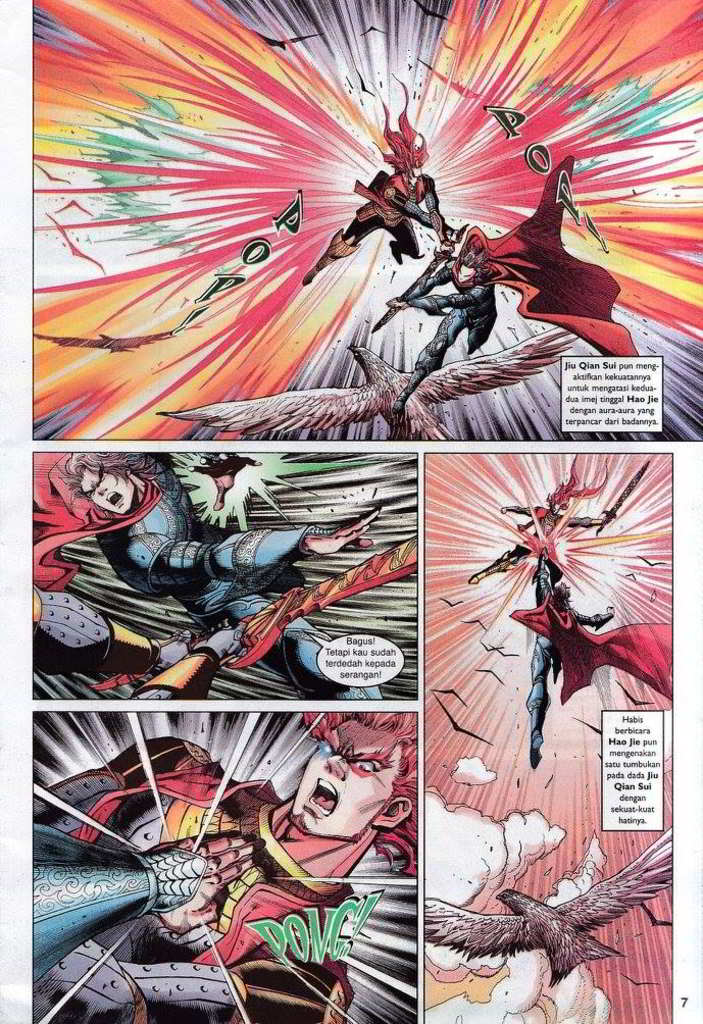 POP!
POP!
Jiu Qian Sui pun meng-
aktifkan kekuatannya
untuk mengatasi kedua-
dua imej tinggal Hao Jie
dengan aura-aura yang
terpancar dari badannya.
Bagus!
Tetapi kau sudah
terdedah kepada
serangan!
Habis
berbicara
Hao Jie pun
mengenakan
satu tumbukan
pada dada Jiu
Qian Sui
dengan
sekuat-kuat
hatinya.
PONG!
7